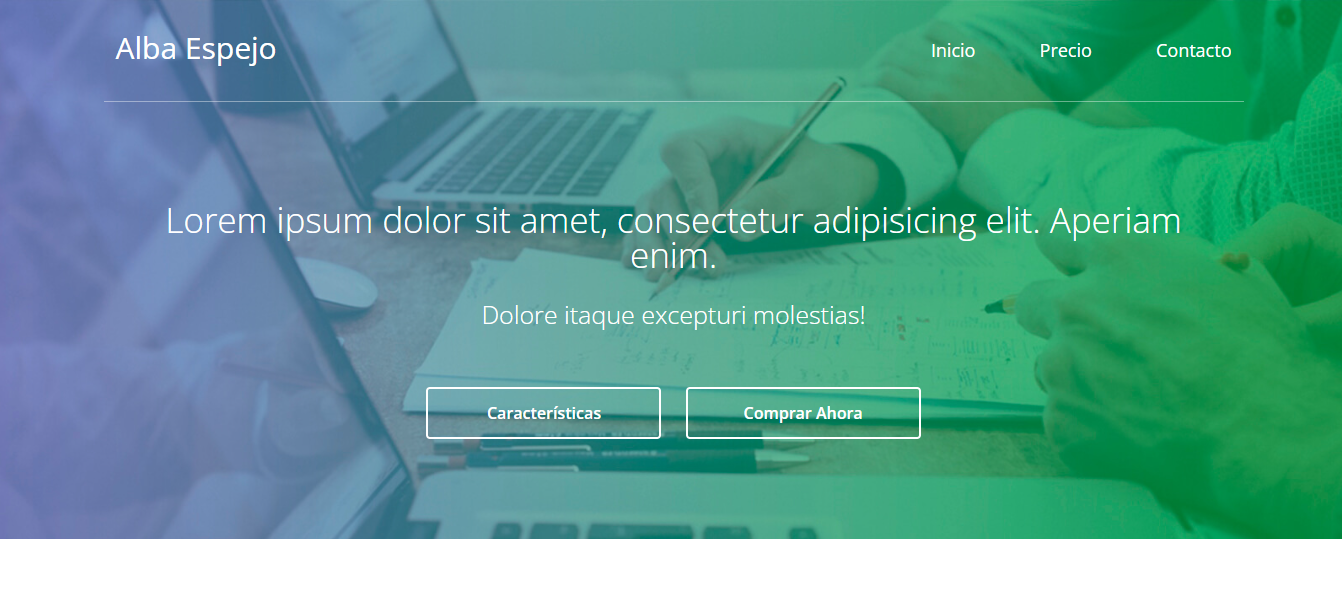 Alba Espejo
Inicio Precio Contacto
Lorem ipsum dolor sit amet, consectetur adipisicing elit. Aperiam
enim.
Dolore itaque excepturi molestias!
Características Comprar Ahora